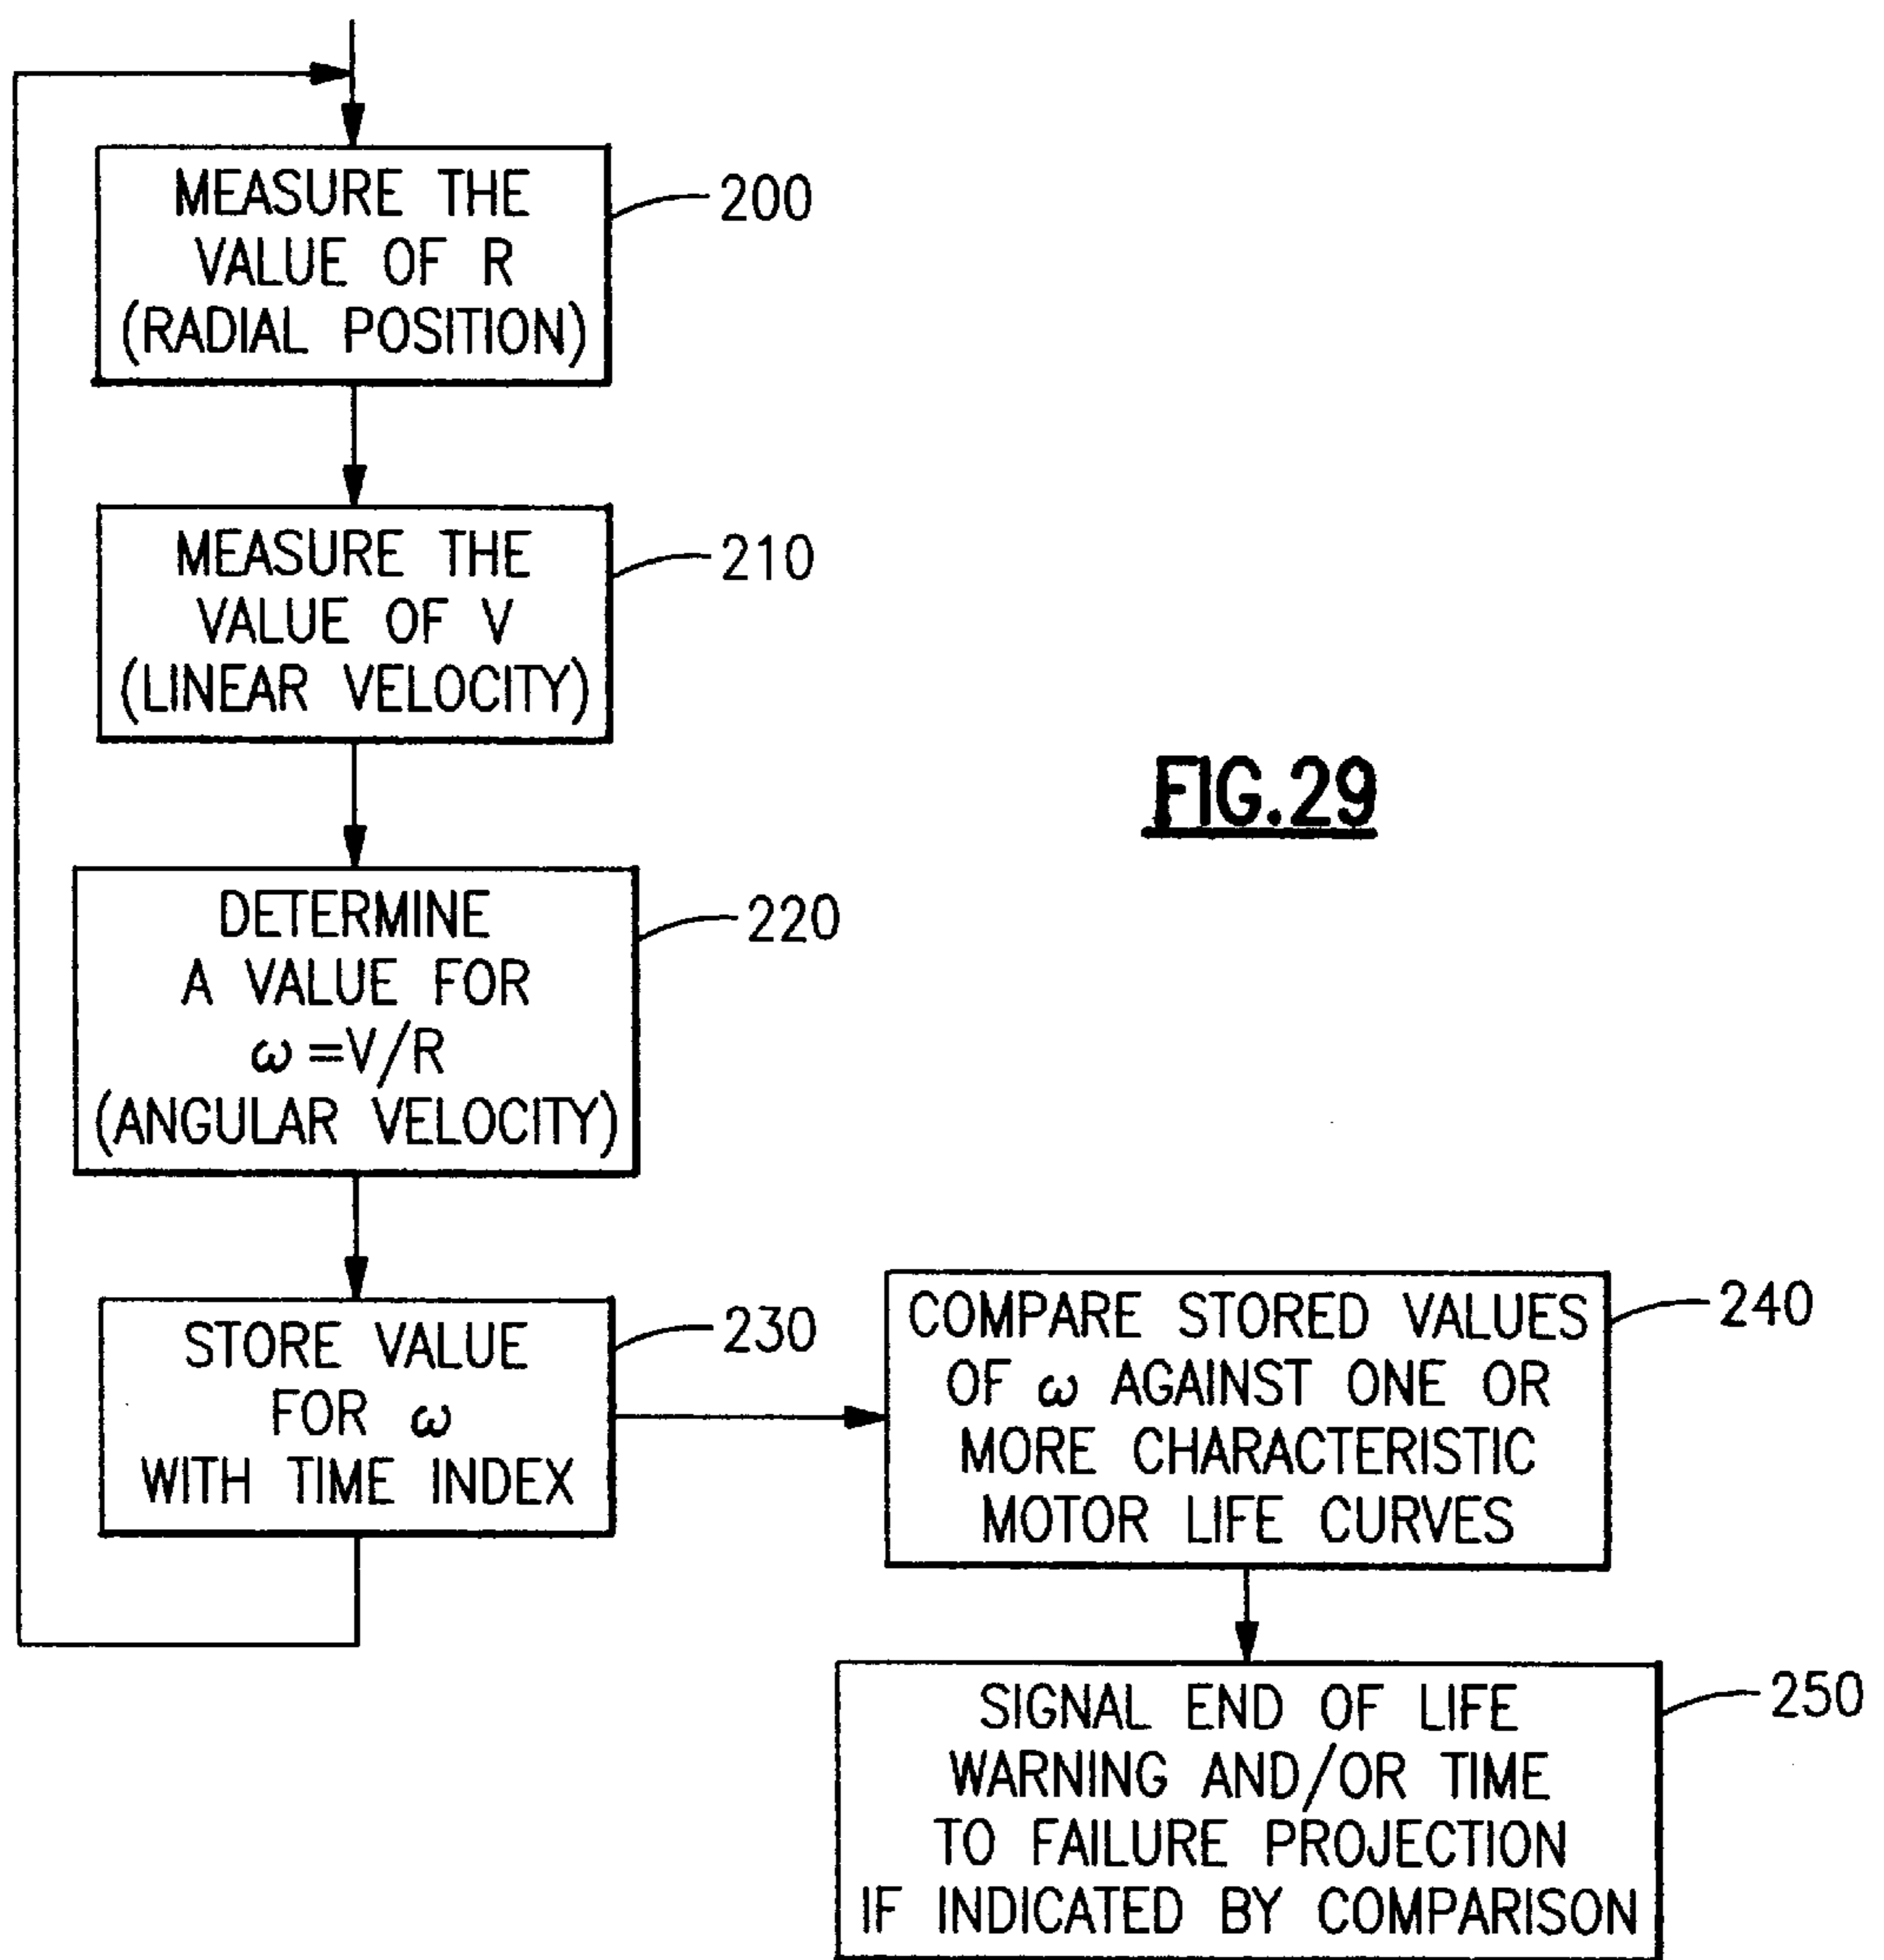 MEASURE THE
VALUE OF R
(RADIAL POSITION)
200
MEASURE THE
VALUE OF V
(LINEAR VELOCITY)
210
FIG.29
DETERMINE
A VALUE FOR
ω=V/R
(ANGULAR VELOCITY)
220
STORE VALUE
FOR ω
WITH TIME INDEX
230
COMPARE STORED VALUES
OF ω AGAINST ONE OR
MORE CHARACTERISTIC
MOTOR LIFE CURVES
240
SIGNAL END OF LIFE
WARNING AND/OR TIME
TO FAILURE PROJECTION
IF INDICATED BY COMPARISON
250